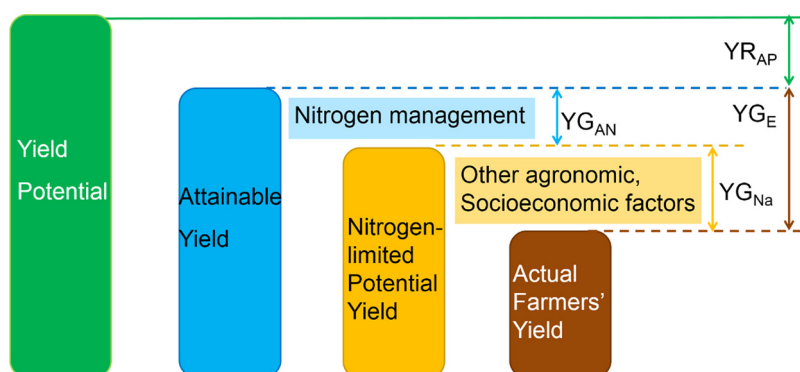 Yield
Potential
Attainable
Yield
Nitrogen-
limited
Potential
Yield
Actual
Farmers’
Yield
Nitrogen management
Other agronomic,
Socioeconomic factors
YR_AP
YG_AN
YG_E
YG_Na